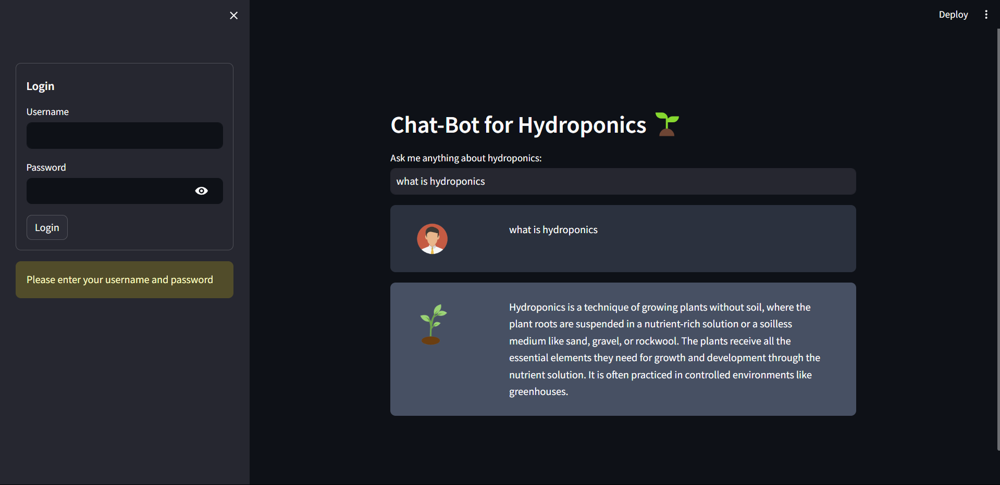 Deploy
Login
Username
Password
Login
Please enter your username and password
Chat-Bot for Hydroponics
Ask me anything about hydroponics:
what is hydroponics
what is hydroponics
Hydroponics is a technique of growing plants without soil, where the
plant roots are suspended in a nutrient-rich solution or a soilless
medium like sand, gravel, or rockwool. The plants receive all the
essential elements they need for growth and development through the
nutrient solution. It is often practiced in controlled environments like
greenhouses.